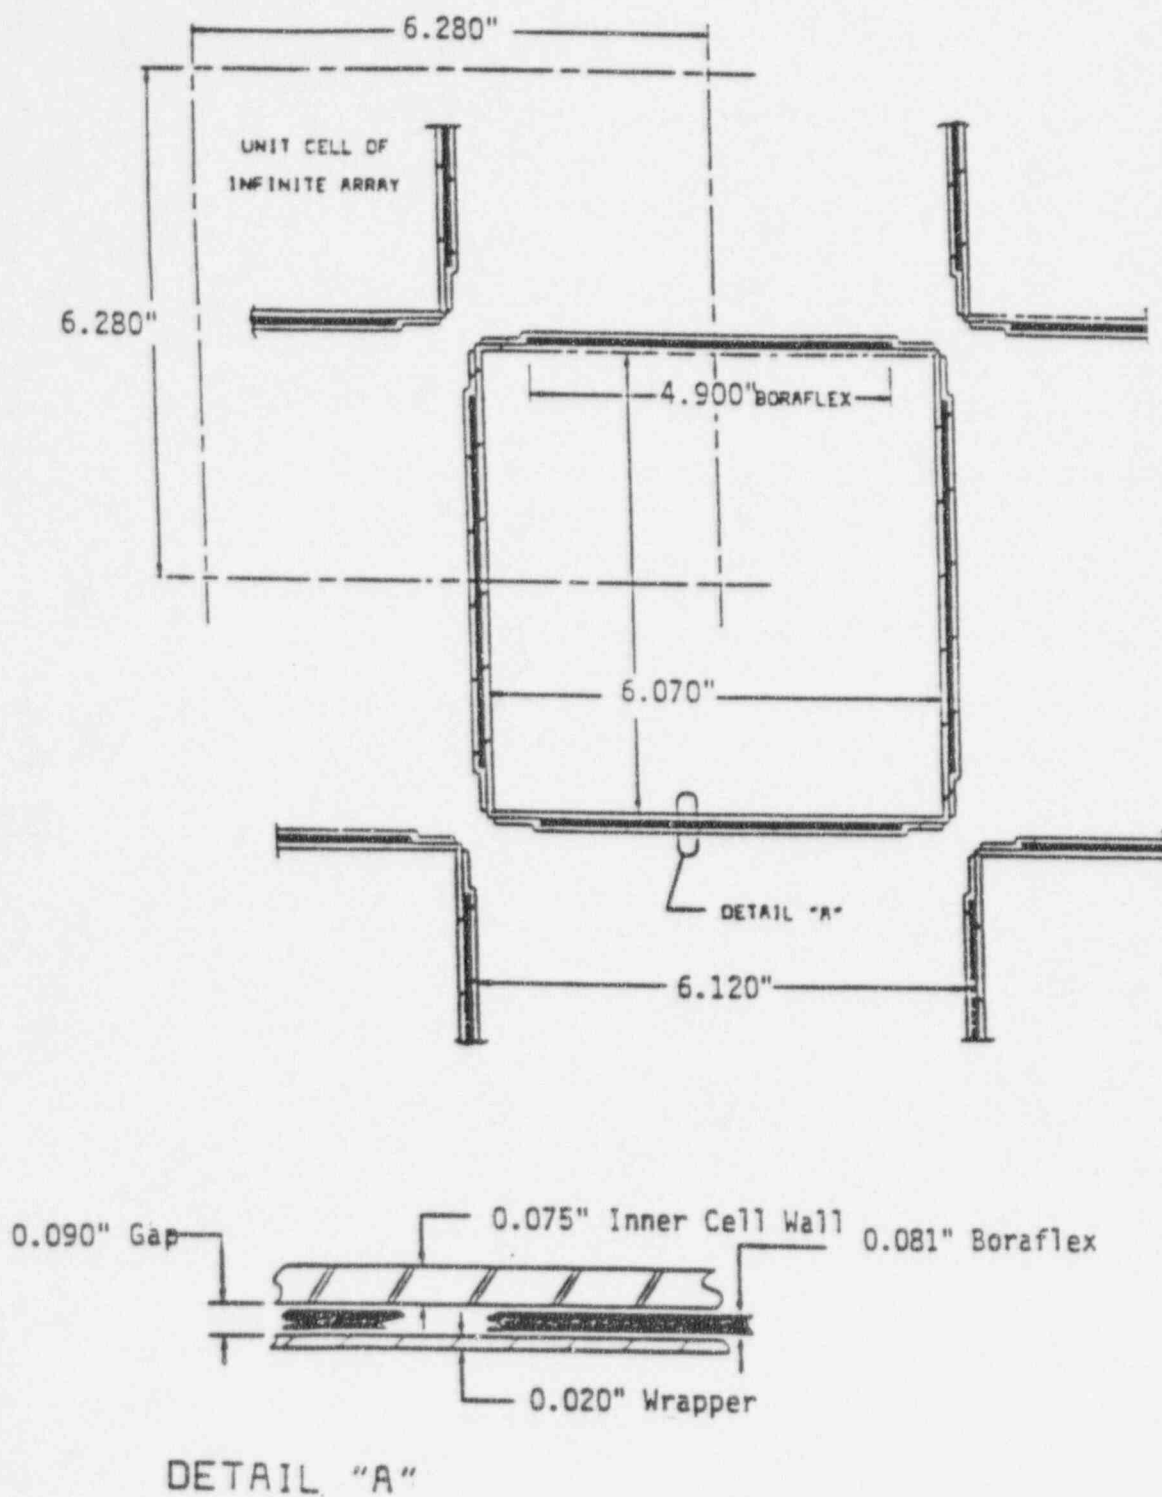 6.280"
UNIT CELL OF
INFINITE ARRAY
6.280"
4.900" BORAFLEX
6.070"
DETAIL "A"
6.120"
0.090" Gap
0.075" Inner Cell Wall
0.081" Boraflex
0.020" Wrapper
DETAIL "A"